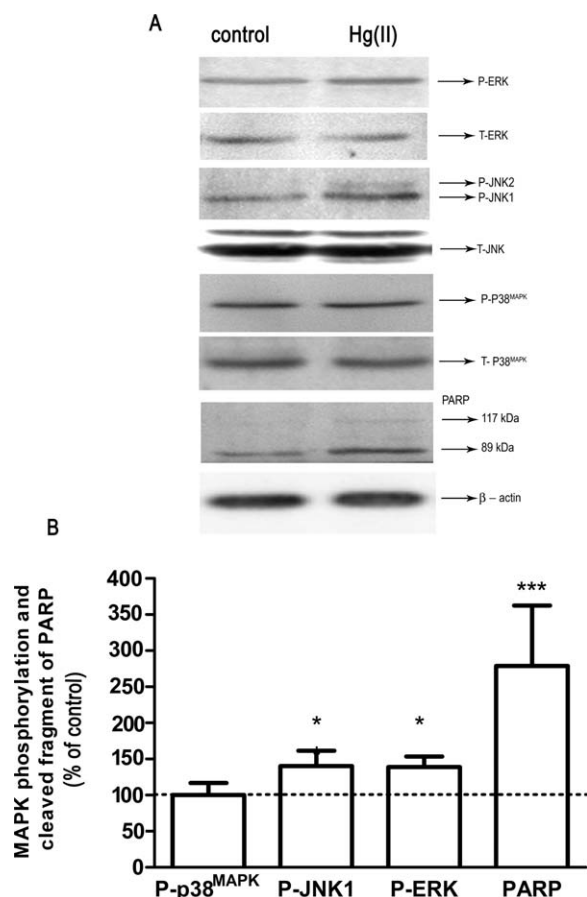 A
control Hg(II)
P-ERK
T-ERK
P-JNK2
P-JNK1
T-JNK
P-P38ᴹᴬᴾᴷ
T- P38ᴹᴬᴾᴷ
PARP
117 kDa
89 kDa
β – actin
B
MAPK phosphorylation and
cleaved fragment of PARP
(% of control)
400
350
300
250
200
150
100
50
0
* * ***
P-p38ᴹᴬᴾᴷ P-JNK1 P-ERK PARP